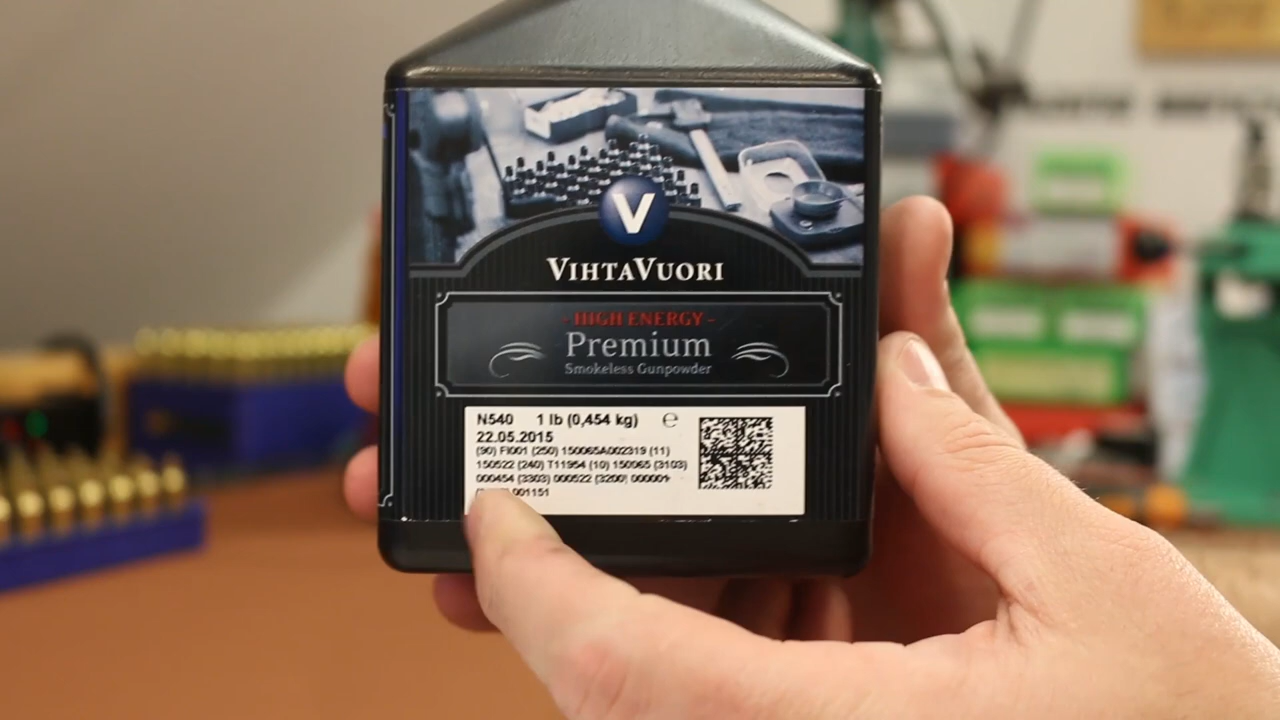 V
VIHTAVUORI
- HIGH ENERGY -
Premium
Smokeless Gunpowder
N540 1 lb (0,454 kg) ℮
22.05.2015
(90) FI001 (250) 150065A002319 (11)
150522 (240) T11954 (10) 150065 (3103)
000454 (3303) 000522 (3200) 000001
001151